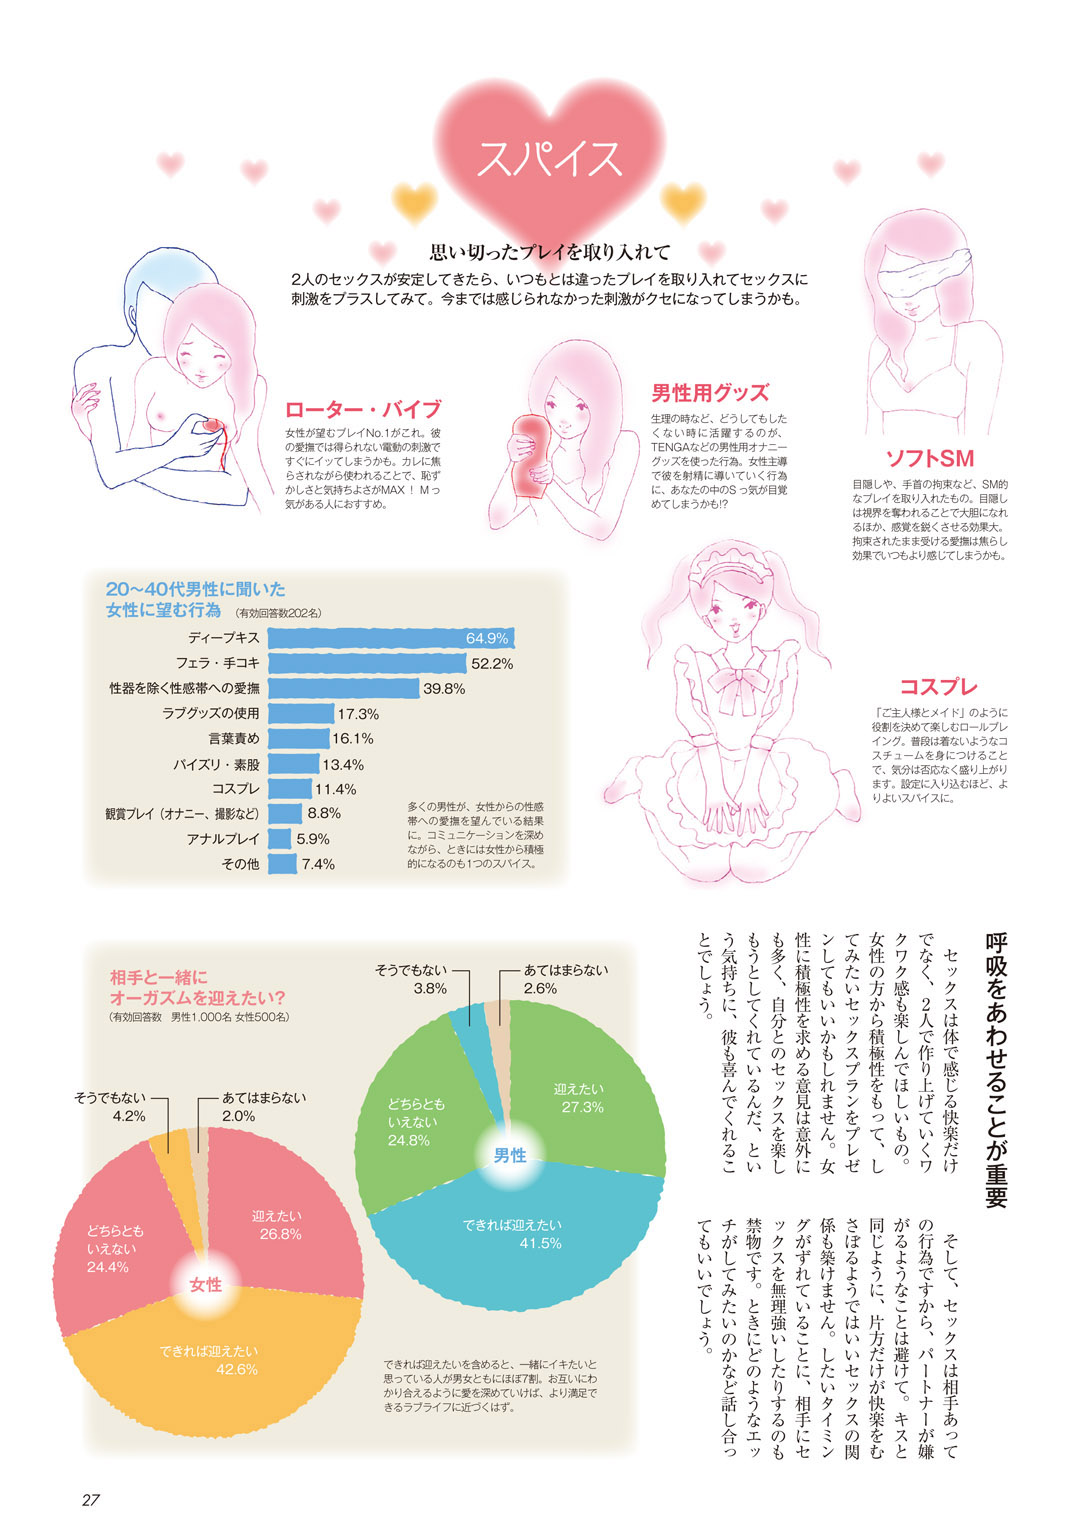 スパイス
思い切ったプレイを取り入れて
2人のセックスが安定してきたら、いつもとは違ったプレイを取り入れてセックスに
刺激をプラスしてみて。今までは感じられなかった刺激がクセになってしまうかも。
ローター・バイブ
女性が望むプレイNo.1がこれ。彼
の愛撫では得られない電動の刺激で
すぐにイッてしまうかも。カレに焦
らされながら使われることで、恥ず
かしさと気持ちよさがMAX！ Mっ
気がある人におすすめ。
男性用グッズ
生理の時など、どうしてもした
くない時に活躍するのが、
TENGAなどの男性用オナニー
グッズを使った行為。女性主導
で彼を射精に導いていく行為
に、あなたの中のSっ気が目覚
めてしまうかも!?
ソフトSM
目隠しや、手首の拘束など、SM的
なプレイを取り入れたもの。目隠し
は視界を奪われることで大胆になれ
るほか、感覚を鋭くさせる効果大。
拘束されたまま受ける愛撫は焦らし
効果でいつもより感じてしまうかも。
コスプレ
「ご主人様とメイド」のように
役割を決めて楽しむロールプレ
イング。普段は着ないようなコ
スチュームを身につけること
で、気分は否応なく盛り上がり
ます。設定に入り込むほど、よ
りよいスパイスに。
20〜40代男性に聞いた
女性に望む行為 （有効回答数202名）
ディープキス 64.9%
フェラ・手コキ 52.2%
性器を除く性感帯への愛撫 39.8%
ラブグッズの使用 17.3%
言葉責め 16.1%
パイズリ・素股 13.4%
コスプレ 11.4%
観賞プレイ（オナニー、撮影など） 8.8%
アナルプレイ 5.9%
その他 7.4%
多くの男性が、女性からの性感
帯への愛撫を望んでいる結果
に。コミュニケーションを深め
ながら、ときには女性から積極
的になるのも1つのスパイス。
呼吸をあわせることが重要
セックスは体で感じる快楽だけ
でなく、2人で作り上げていくワ
クワク感も楽しんでほしいもの。
女性の方から積極性をもって、し
てみたいセックスプランをプレゼ
ンしてもいいかもしれません。女
性に積極性を求める意見は意外に
も多く、自分とのセックスを楽し
もうとしてくれているんだ、とい
う気持ちに、彼も喜んでくれるこ
とでしょう。
そして、セックスは相手あって
の行為ですから、パートナーが嫌
がるようなことは避けて。キスと
同じように、片方だけが快楽をむ
さぼるようではいいセックスの関
係も築けません。したいタイミン
グがずれていることに、相手にセ
ックスを無理強いしたりするのも
禁物です。ときにどのようなエッ
チがしてみたいのかなど話し合っ
てもいいでしょう。
相手と一緒に
オーガズムを迎えたい？
（有効回答数　男性1,000名 女性500名）
そうでもない
3.8%
あてはまらない
2.6%
迎えたい
27.3%
どちらとも
いえない
24.8%
男性
できれば迎えたい
41.5%
そうでもない
4.2%
あてはまらない
2.0%
迎えたい
26.8%
どちらとも
いえない
24.4%
女性
できれば迎えたい
42.6%
できれば迎えたいを含めると、一緒にイキたいと
思っている人が男女ともにほぼ7割。お互いにわ
かり合えるように愛を深めていけば、より満足で
きるラブライフに近づくはず。
27